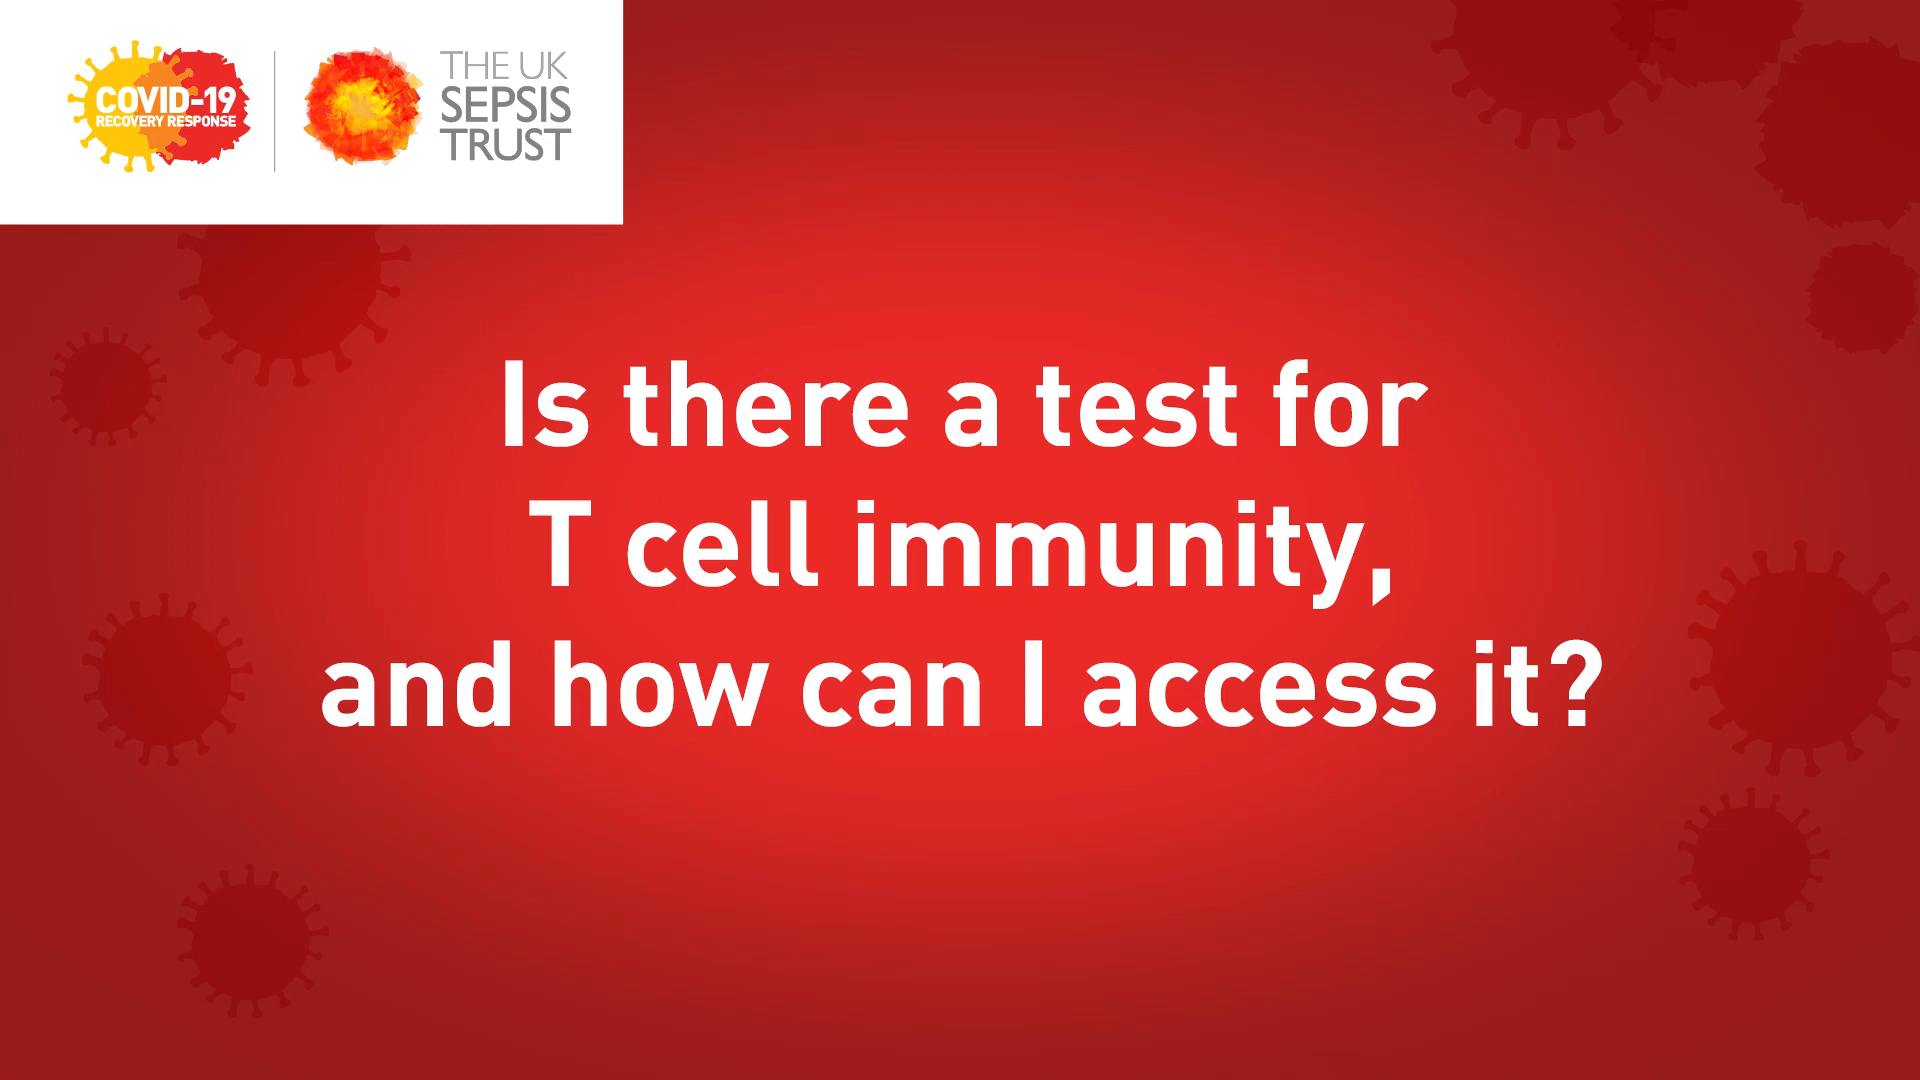 COVID-19
RECOVERY RESPONSE
THE UK
SEPSIS
TRUST
Is there a test for
T cell immunity,
and how can I access it?